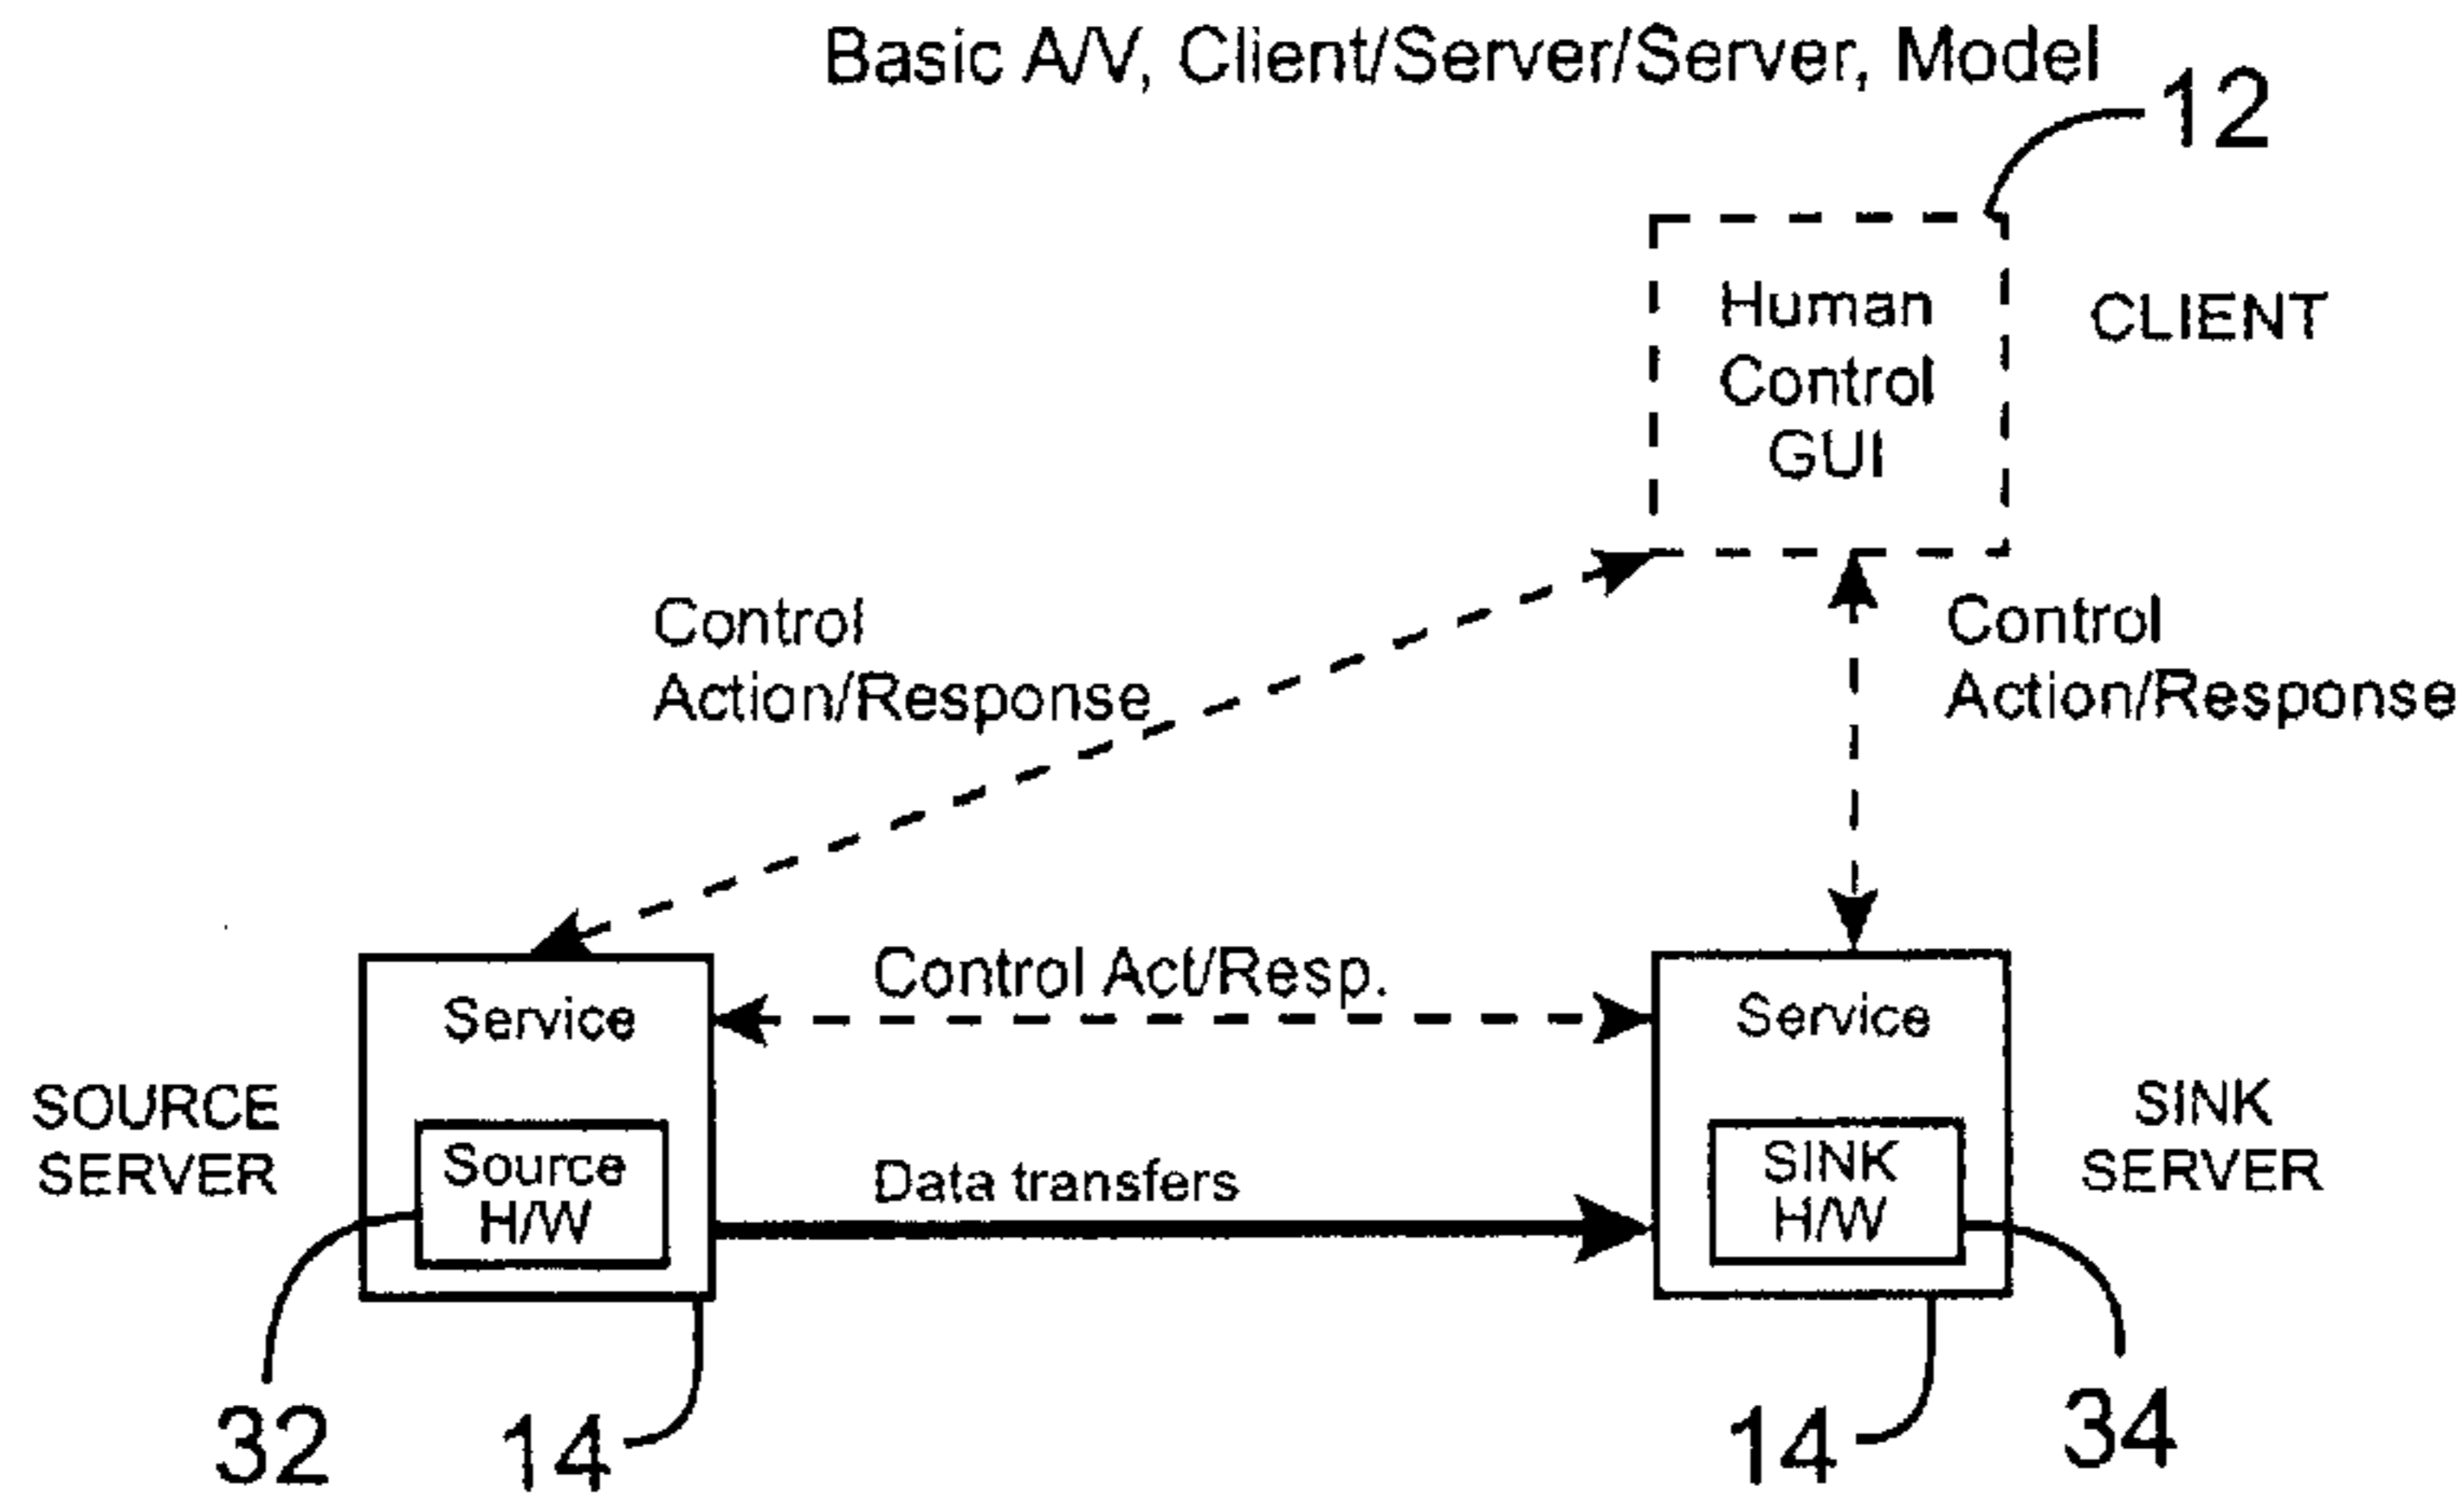 Basic A/V, Client/Server/Server, Model
12
Human
Control
GUI
CLIENT
Control
Action/Response
Control
Action/Response
Service
Control Act/Resp.
Service
SOURCE
SERVER
Source
H/W
Data transfers
SINK
H/W
SINK
SERVER
32
14
14
34